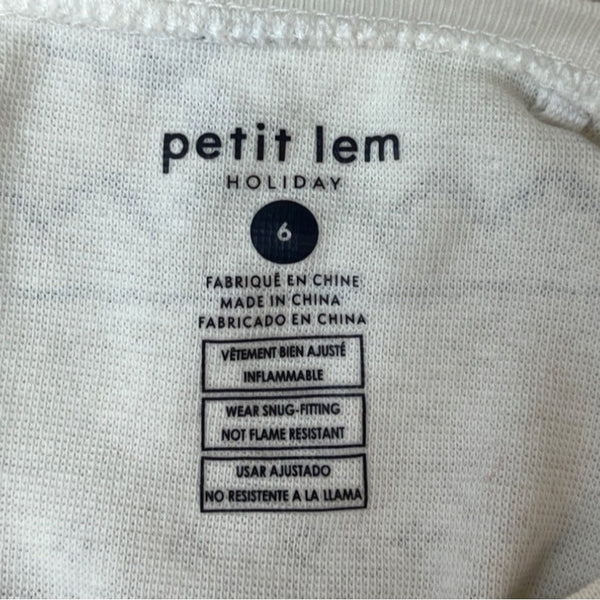 petit lem
HOLIDAY
6
FABRIQUÉ EN CHINE
MADE IN CHINA
FABRICADO EN CHINA
VÊTEMENT BIEN AJUSTÉ
INFLAMMABLE
WEAR SNUG-FITTING
NOT FLAME RESISTANT
USAR AJUSTADO
NO RESISTENTE A LA LLAMA